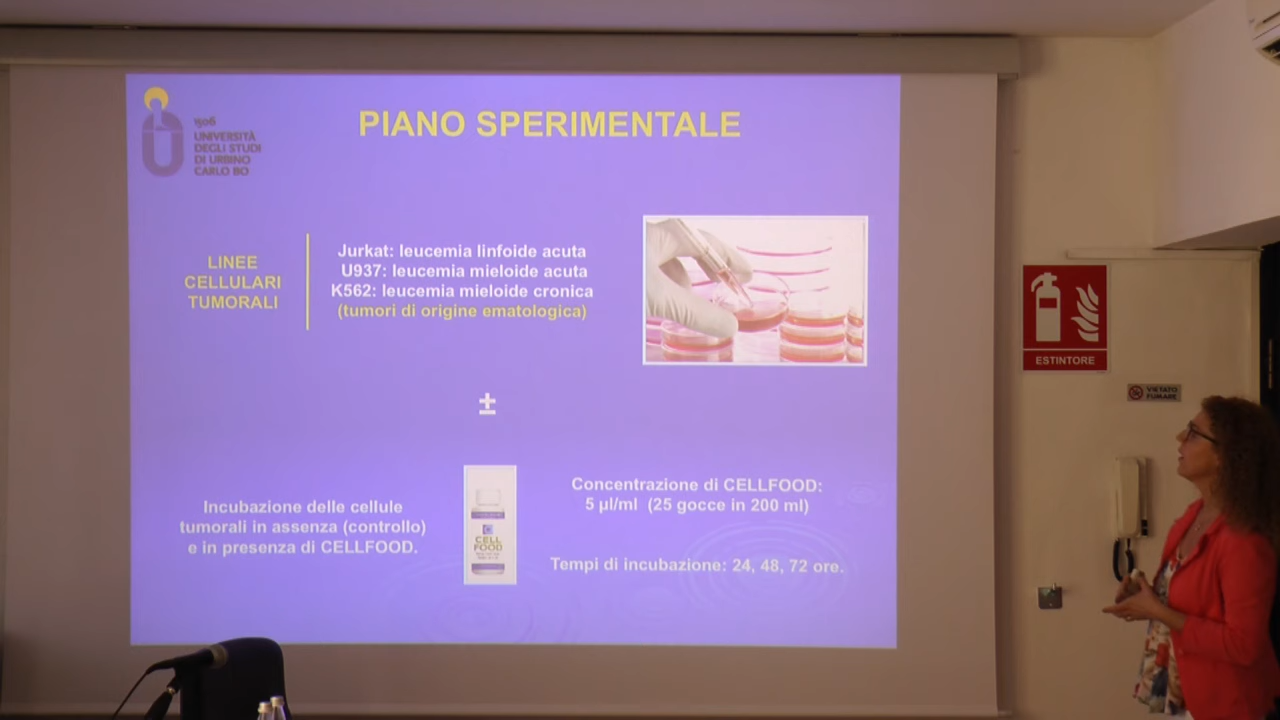 PIANO SPERIMENTALE
1506
UNIVERSITÀ
DEGLI STUDI
DI URBINO
CARLO BO
LINEE
CELLULARI
TUMORALI
Jurkat: leucemia linfoide acuta
U937: leucemia mieloide acuta
K562: leucemia mieloide cronica
(tumori di origine ematologica)
±
Incubazione delle cellule
tumorali in assenza (controllo)
e in presenza di CELLFOOD.
CELL
FOOD
Concentrazione di CELLFOOD:
5 µl/ml (25 gocce in 200 ml)
Tempi di incubazione: 24, 48, 72 ore.
ESTINTORE
VIETATO
FUMARE